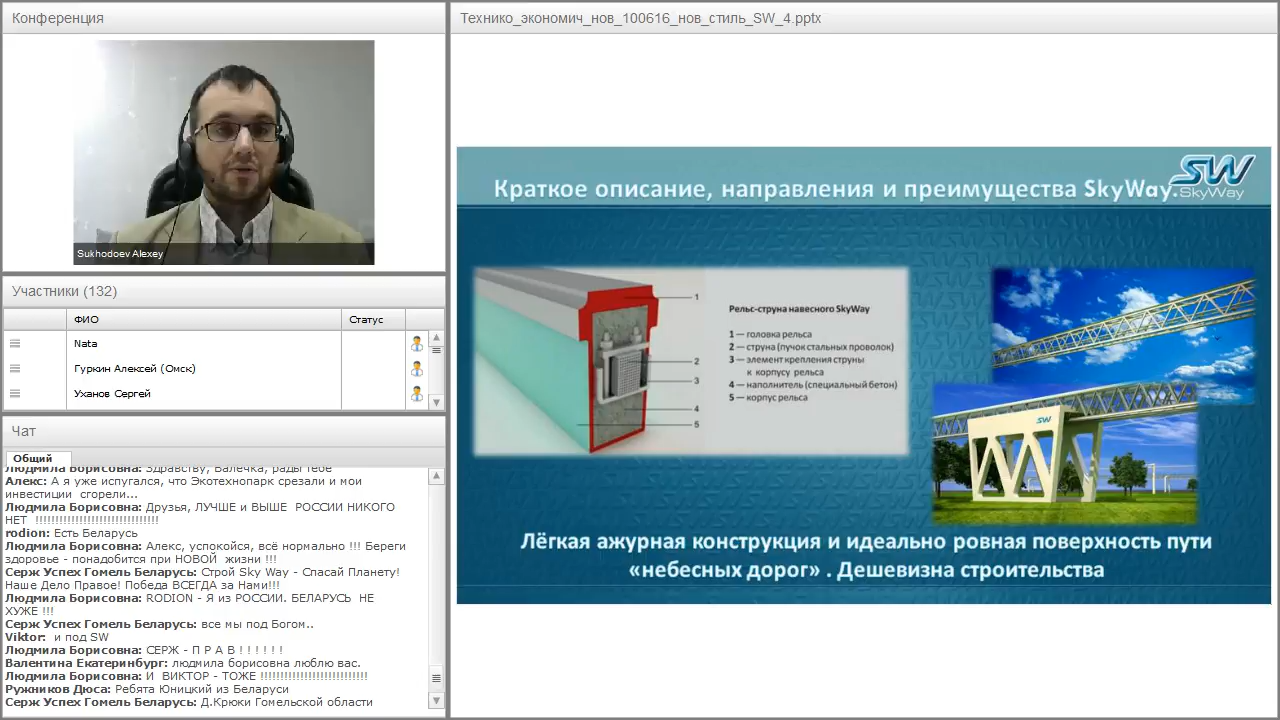 Конференция
Sukhodoev Alexey
Участники (132)
ФИО Статус
Nata
Гуркин Алексей (Омск)
Уханов Сергей
Чат
Общий
Людмила Борисовна: Здравству, Валечка, рады тебе
Алекс: А я уже испугался, что Экотехнопарк срезали и мои
инвестиции сгорели...
Людмила Борисовна: Друзья, ЛУЧШЕ и ВЫШЕ РОССИИ НИКОГО
НЕТ !!!!!!!!!!!!!!!!!!!!!!!!!!!!!!!
rodion: Есть Беларусь
Людмила Борисовна: Алекс, успокойся, всё нормально !!! Береги
здоровье - понадобится при НОВОЙ жизни !!!
Серж Успех Гомель Беларусь: Строй Sky Way - Спасай Планету!
Наше Дело Правое! Победа ВСЕГДА за Нами!!!
Людмила Борисовна: RODION - Я из РОССИИ. БЕЛАРУСЬ НЕ
ХУЖЕ !!!
Серж Успех Гомель Беларусь: все мы под Богом..
Viktor: и под SW
Людмила Борисовна: СЕРЖ - П Р А В ! ! ! ! ! !
Валентина Екатеринбург: людмила борисовна люблю вас.
Людмила Борисовна: И ВИКТОР - ТОЖЕ !!!!!!!!!!!!!!!!!!!!!!!!!!!
Ружников Дюса: Ребята Юницкий из Беларуси
Серж Успех Гомель Беларусь: Д.Крюки Гомельской области
Технико_экономич_нов_100616_нов_стиль_SW_4.pptx
SW
SkyWay
Краткое описание, направления и преимущества SkyWay.
1
2
3
4
5
Рельс-струна навесного SkyWay
1 — головка рельса
2 — струна (пучок стальных проволок)
3 — элемент крепления струны
к корпусу рельса
4 — наполнитель (специальный бетон)
5 — корпус рельса
SW
Лёгкая ажурная конструкция и идеально ровная поверхность пути
«небесных дорог» . Дешевизна строительства